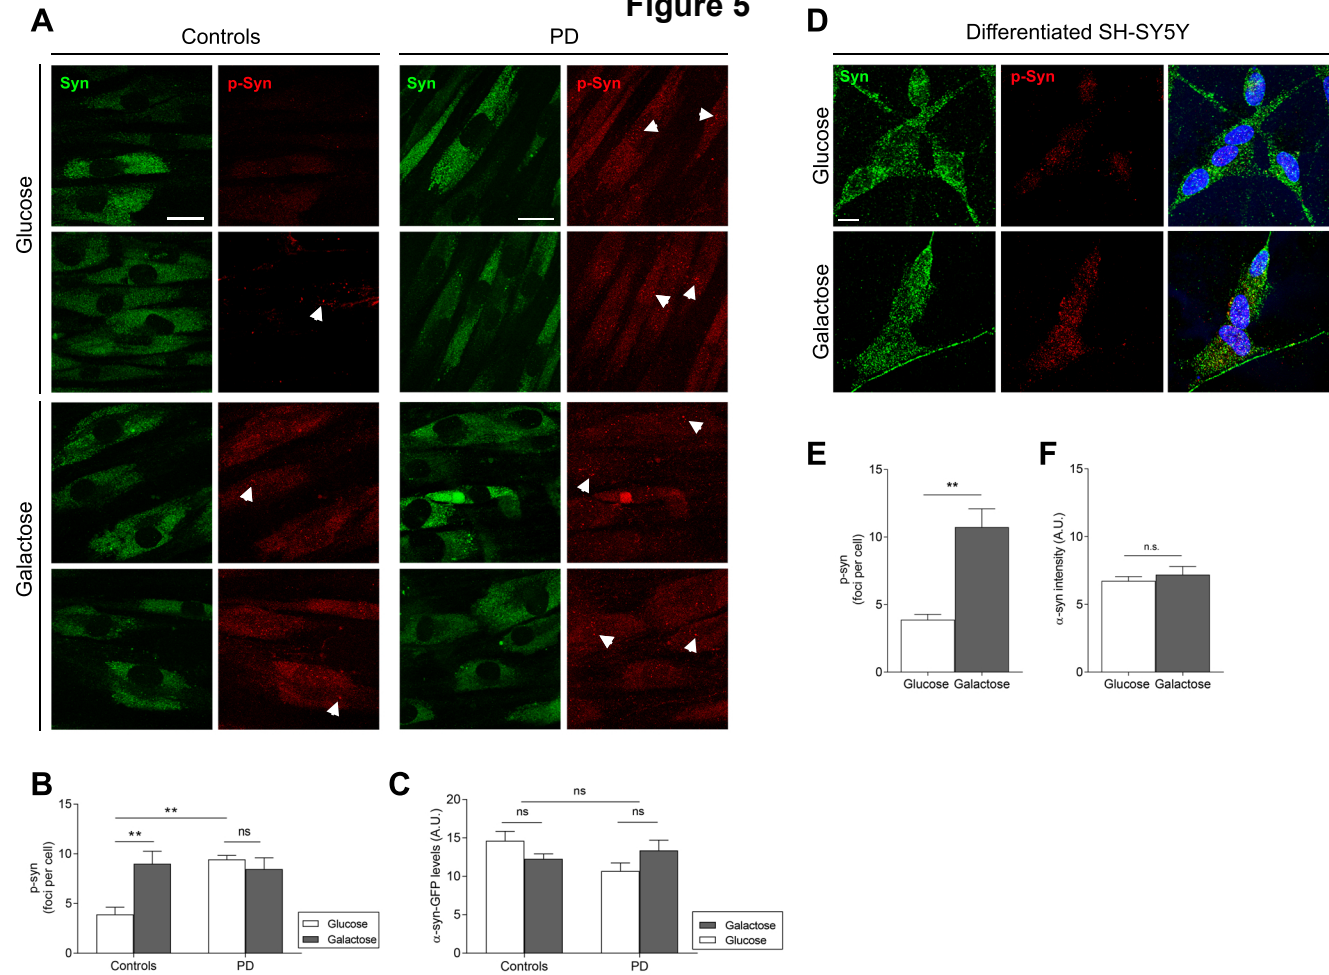 Figure 5
A
Controls
PD
Syn
p-Syn
Syn
p-Syn
Glucose
Galactose
B
p-syn
(foci per cell)
15
10
5
0
**
**
ns
Controls
PD
Glucose
Galactose
C
α-syn-GFP levels (A.U.)
20
15
10
5
0
ns
ns
ns
Controls
PD
Galactose
Glucose
D
Differentiated SH-SY5Y
Syn
p-Syn
Glucose
Galactose
E
p-syn
(foci per cell)
15
10
5
0
**
Glucose
Galactose
F
α-syn intensity (A.U.)
15
10
5
0
n.s.
Glucose
Galactose